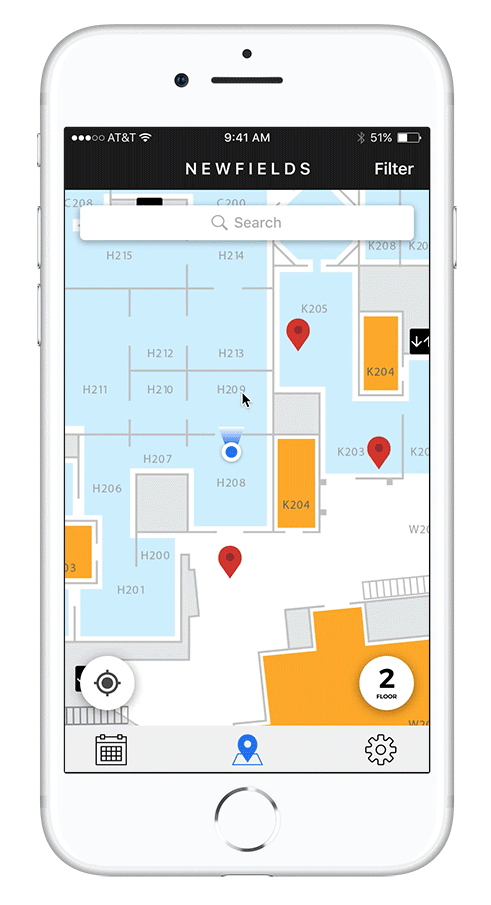 AT&T 9:41 AM 51%
NEWFIELDS Filter
C208 C200
Search
H215 H214 K208 K20
K205
H212 H213
K204
H211 H210 H209
H207 K203 K20
H206 H208
K204
W20
H200
03
H201
2
FLOOR
W20